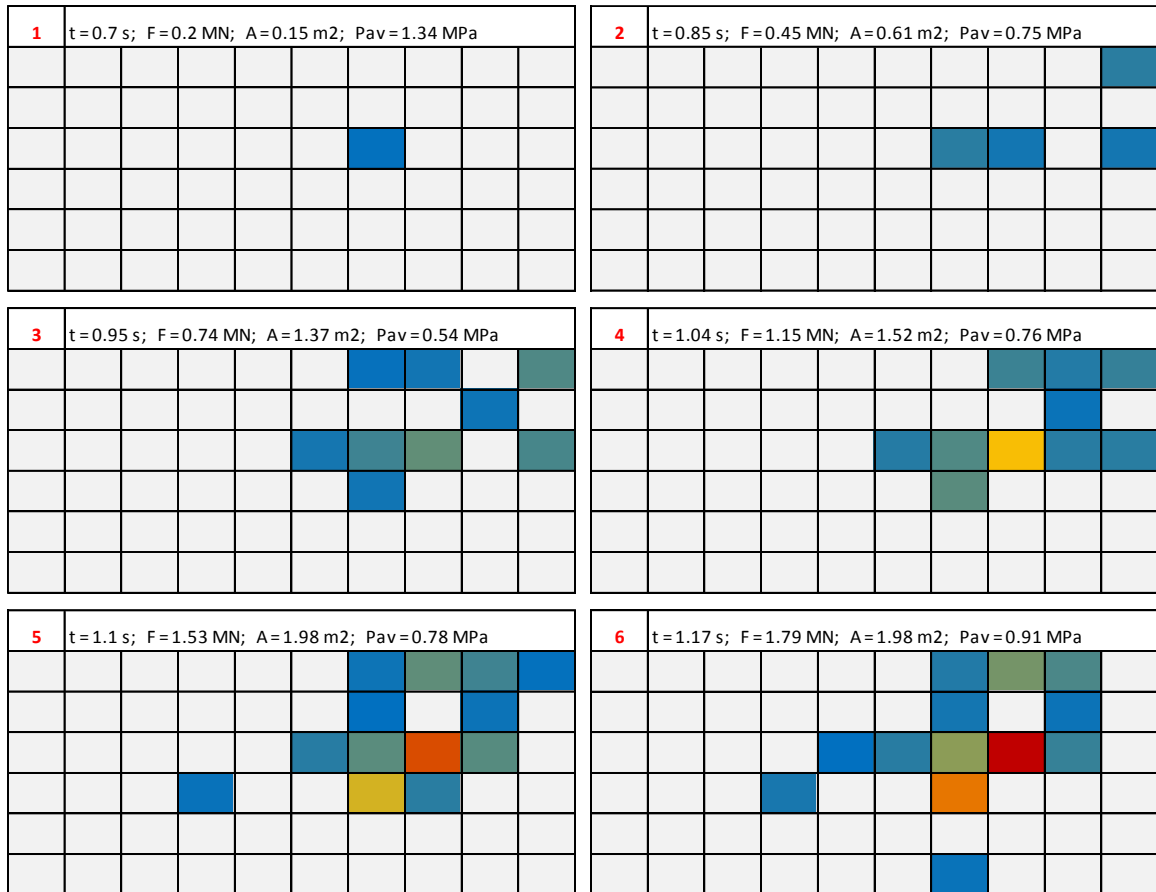 1 t=0.7 s; F=0.2 MN; A=0.15 m2; Pav=1.34 MPa
2 t=0.85 s; F=0.45 MN; A=0.61 m2; Pav=0.75 MPa
3 t=0.95 s; F=0.74 MN; A=1.37 m2; Pav=0.54 MPa
4 t=1.04 s; F=1.15 MN; A=1.52 m2; Pav=0.76 MPa
5 t=1.1 s; F=1.53 MN; A=1.98 m2; Pav=0.78 MPa
6 t=1.17 s; F=1.79 MN; A=1.98 m2; Pav=0.91 MPa